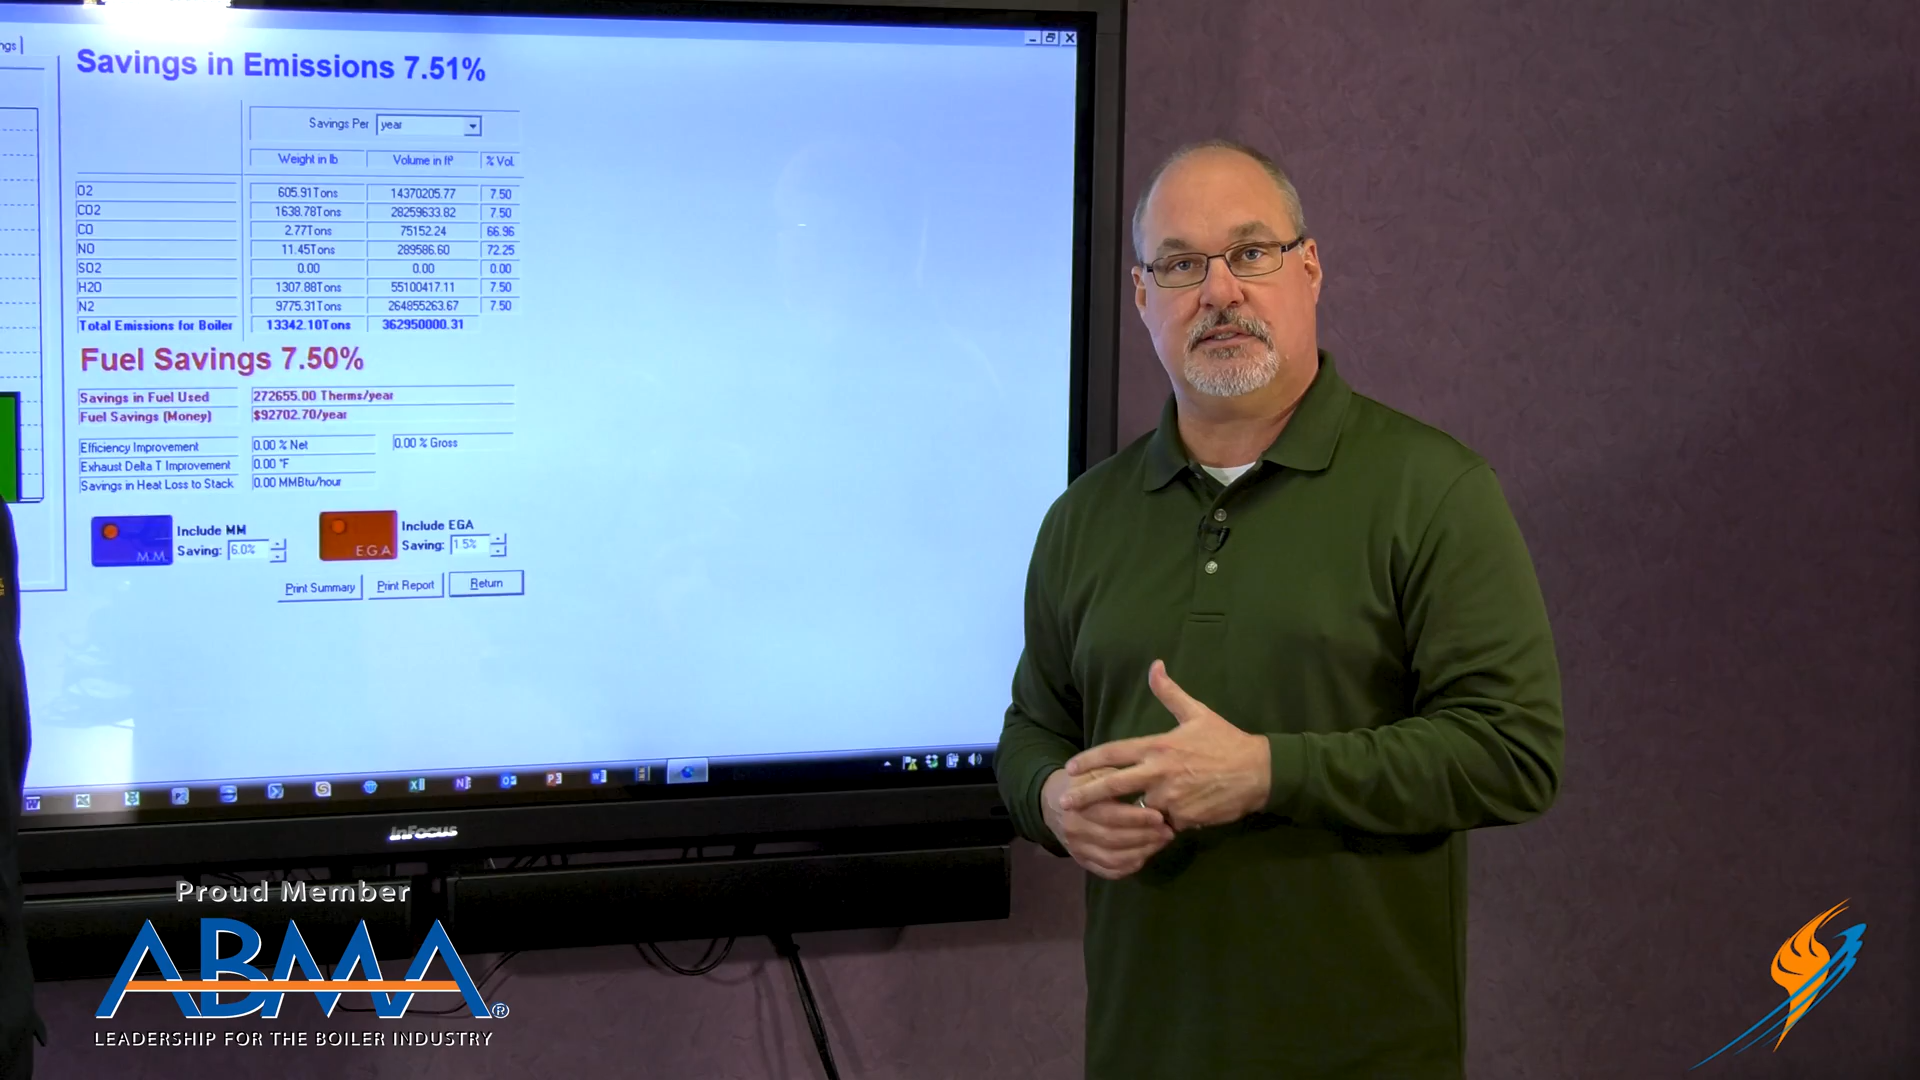 ngs
Savings in Emissions 7.51%
Savings Per year
Weight in lb Volume in ft³ % Vol.
O2 605.91Tons 14370205.77 7.50
CO2 1638.78Tons 28259633.82 7.50
CO 2.77Tons 75152.24 66.96
NO 11.45Tons 289586.60 72.25
SO2 0.00 0.00 0.00
H2O 1307.88Tons 55100417.11 7.50
N2 9775.31Tons 264855263.67 7.50
Total Emissions for Boiler 13342.10Tons 362950000.31
Fuel Savings 7.50%
Savings in Fuel Used 272655.00 Therms/year
Fuel Savings (Money) $92702.70/year
Efficiency Improvement 0.00 % Net 0.00 % Gross
Exhaust Delta T Improvement 0.00 °F
Savings in Heat Loss to Stack 0.00 MMBtu/hour
M.M. Include MM
Saving: 6.0%
E.G.A. Include EGA
Saving: 1.5%
Print Summary Print Report Return
InFocus
Proud Member
ABMA®
LEADERSHIP FOR THE BOILER INDUSTRY